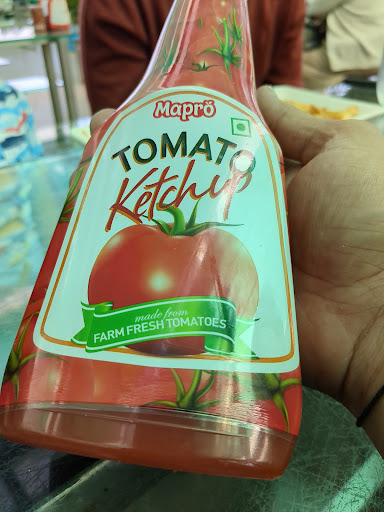 Mapro
TOMATO
Ketchup
made from
FARM FRESH TOMATOES